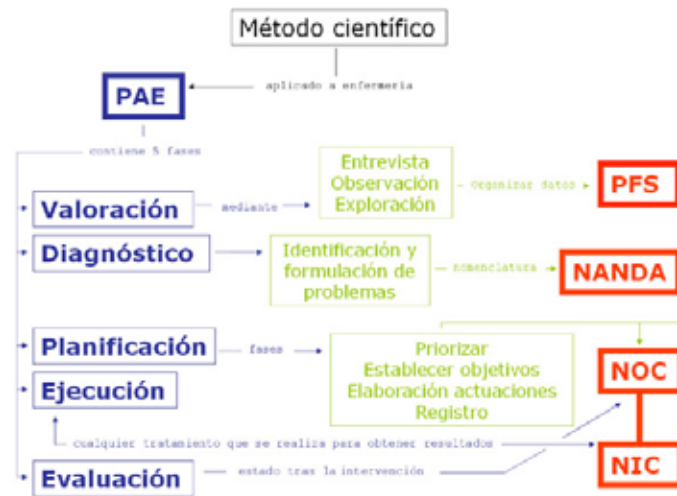 Método científico
aplicado a enfermería
PAE
contiene 5 fases
Entrevista
Observación
Exploración
organizar datos
PFS
Valoración
mediante
Diagnóstico
Identificación y
formulación de
problemas
nomenclatura
NANDA
Planificación
fases
Priorizar
Establecer objetivos
Elaboración actuaciones
Registro
NOC
Ejecución
cualquier tratamiento que se realiza para obtener resultados
NIC
Evaluación
estado tras la intervención